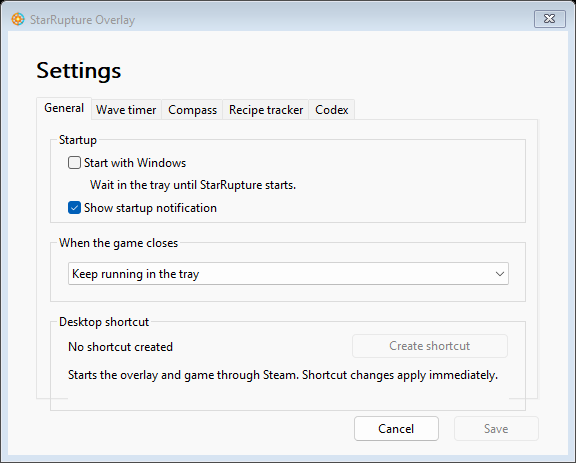 StarRupture Overlay
Settings
General
Wave timer
Compass
Recipe tracker
Codex
Startup
Start with Windows
Wait in the tray until StarRupture starts.
Show startup notification
When the game closes
Keep running in the tray
Desktop shortcut
No shortcut created
Create shortcut
Starts the overlay and game through Steam. Shortcut changes apply immediately.
Cancel
Save